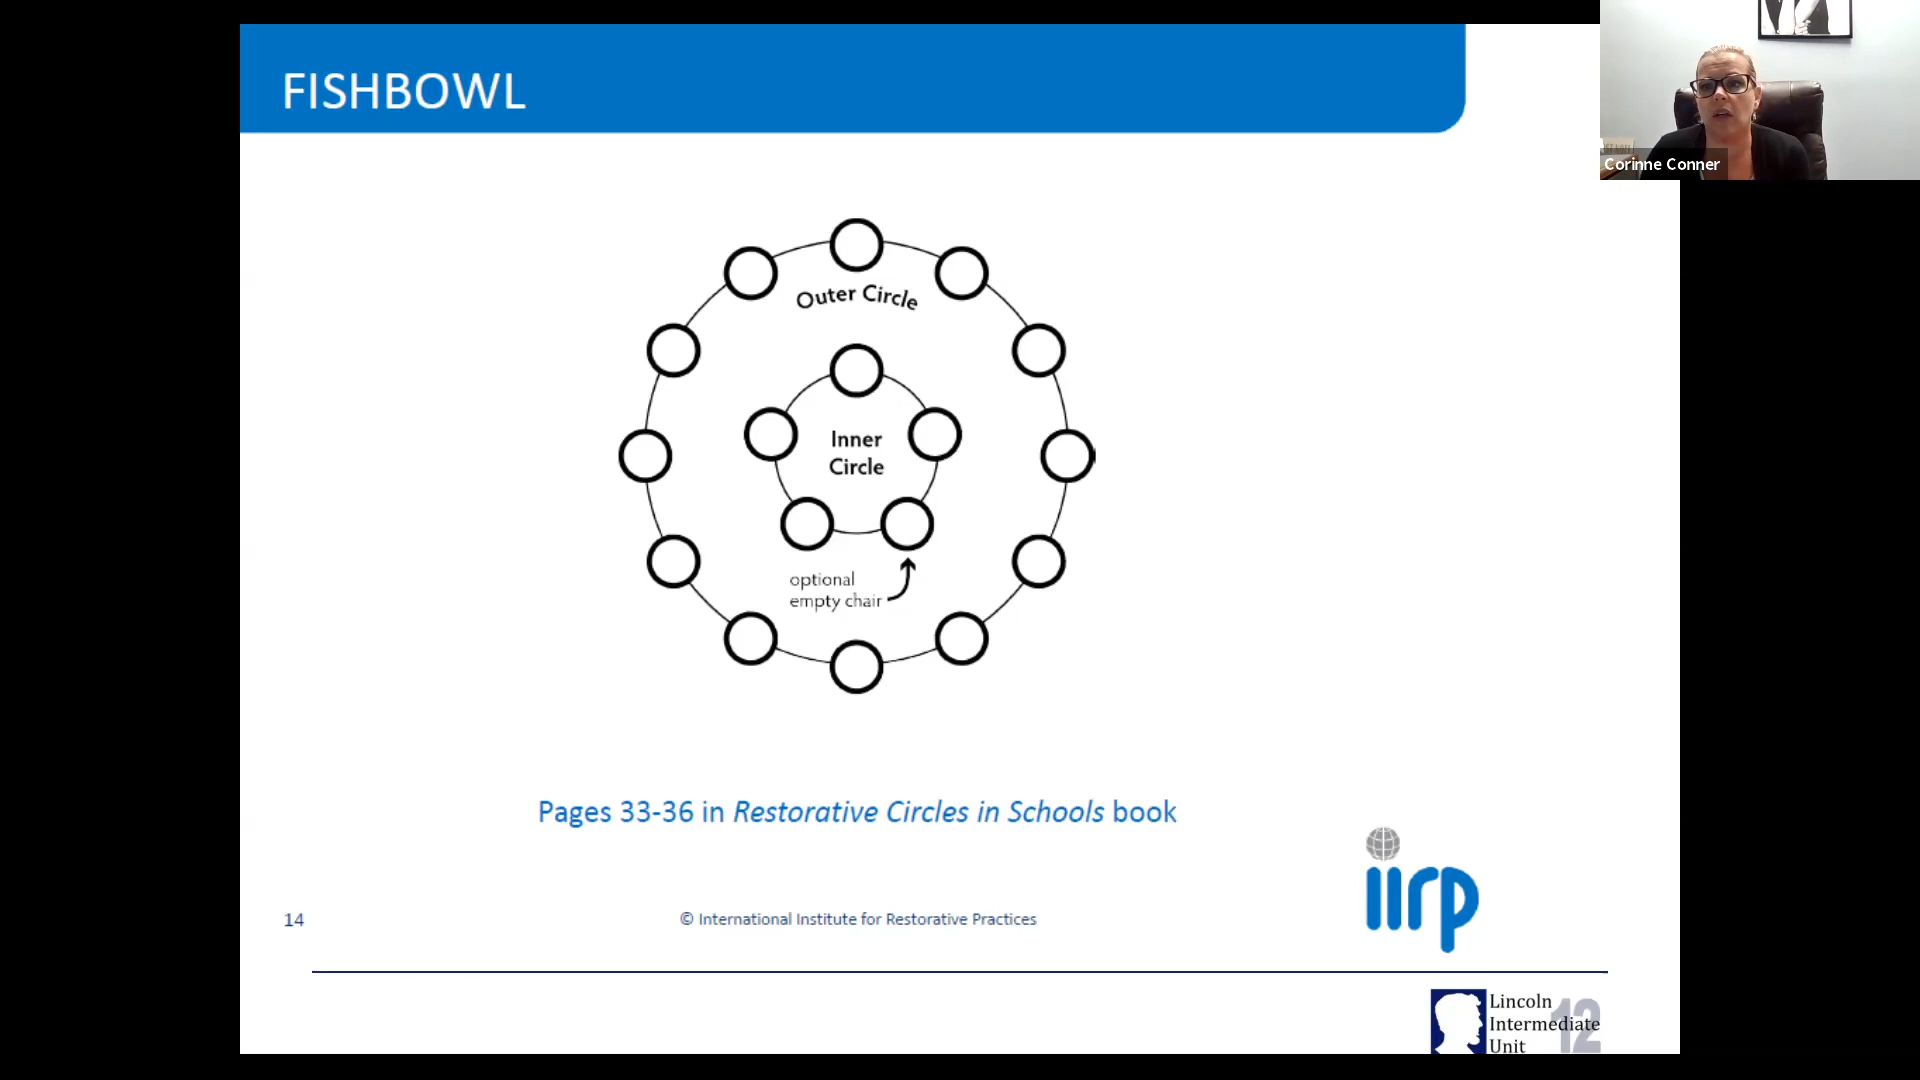 FISHBOWL
Corinne Conner
Outer Circle
Inner
Circle
optional
empty chair
Pages 33-36 in Restorative Circles in Schools book
iirp
14
© International Institute for Restorative Practices
12
Lincoln
Intermediate
Unit